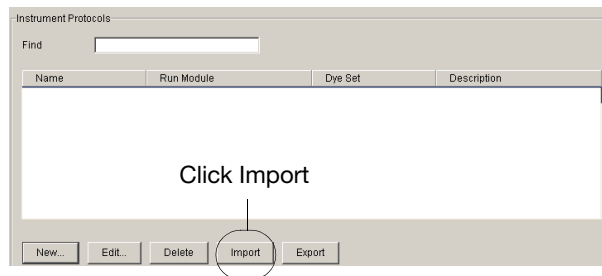 Instrument Protocols
Find
Name Run Module Dye Set Description
Click Import
New... Edit... Delete Import Export